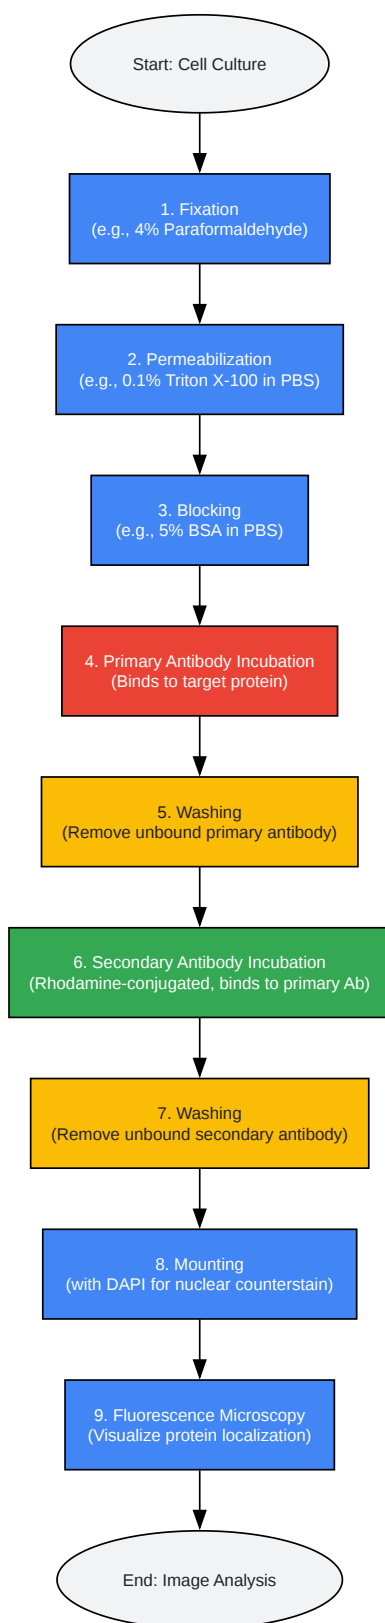 Start: Cell Culture
1. Fixation
(e.g., 4% Paraformaldehyde)
2. Permeabilization
(e.g., 0.1% Triton X-100 in PBS)
3. Blocking
(e.g., 5% BSA in PBS)
4. Primary Antibody Incubation
(Binds to target protein)
5. Washing
(Remove unbound primary antibody)
6. Secondary Antibody Incubation
(Rhodamine-conjugated, binds to primary Ab)
7. Washing
(Remove unbound secondary antibody)
8. Mounting
(with DAPI for nuclear counterstain)
9. Fluorescence Microscopy
(Visualize protein localization)
End: Image Analysis